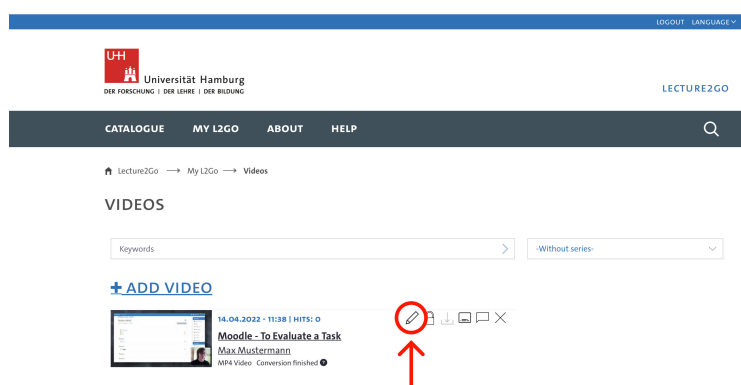 LOGOUT LANGUAGE
UHH
Universität Hamburg
DER FORSCHUNG | DER LEHRE | DER BILDUNG
LECTURE2GO
CATALOGUE MY L2GO ABOUT HELP
Lecture2Go → My L2Go → Videos
VIDEOS
Keywords
-Without series-
+ ADD VIDEO
14.04.2022 - 11:38 | HITS: 0
Moodle - To Evaluate a Task
Max Mustermann
MP4 Video Conversion finished ?